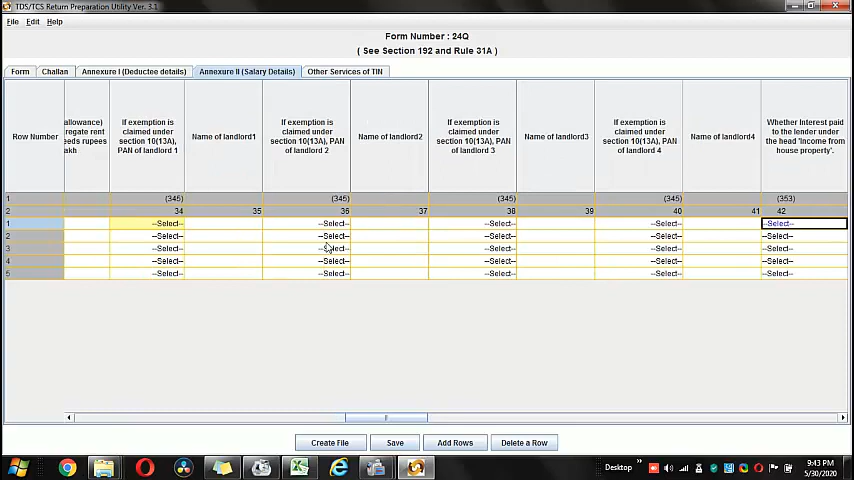 TDS/TCS Return Preparation Utility Ver. 3.1
File Edit Help
Form Number : 24Q
( See Section 192 and Rule 31A )
Form Challan Annexure I (Deductee details) Annexure II (Salary Details) Other Services of TIN
Row Number
allowance)
regate rent
eeds rupees
akh
If exemption is
claimed under
section 10(13A),
PAN of landlord 1
Name of landlord1
If exemption is
claimed under
section 10(13A), PAN
of landlord 2
Name of landlord2
If exemption is
claimed under
section 10(13A), PAN
of landlord 3
Name of landlord3
If exemption is
claimed under
section 10(13A), PAN
of landlord 4
Name of landlord4
Whether Interest paid
to the lender under
the head 'Income from
house property'.
1 (345) (345) (345) (345) (353)
2 34 35 36 37 38 39 40 41 42
1 --Select-- --Select-- --Select-- --Select-- --Select--
2 --Select-- --Select-- --Select-- --Select-- --Select--
3 --Select-- --Select-- --Select-- --Select-- --Select--
4 --Select-- --Select-- --Select-- --Select-- --Select--
5 --Select-- --Select-- --Select-- --Select-- --Select--
Create File Save Add Rows Delete a Row
Desktop
9:43 PM
5/30/2020